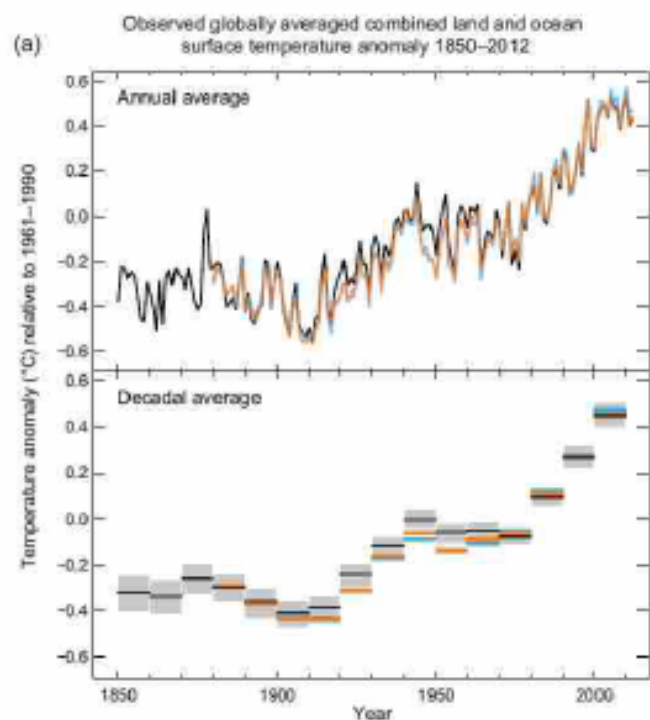 Observed globally averaged combined land and ocean
(a)
surface temperature anomaly 1850–2012
Temperature anomaly (°C) relative to 1961–1990
Annual average
0.6
0.4
0.2
0.0
−0.2
−0.4
−0.6
Decadal average
0.6
0.4
0.2
0.0
−0.2
−0.4
−0.6
1850
1900
1950
2000
Year